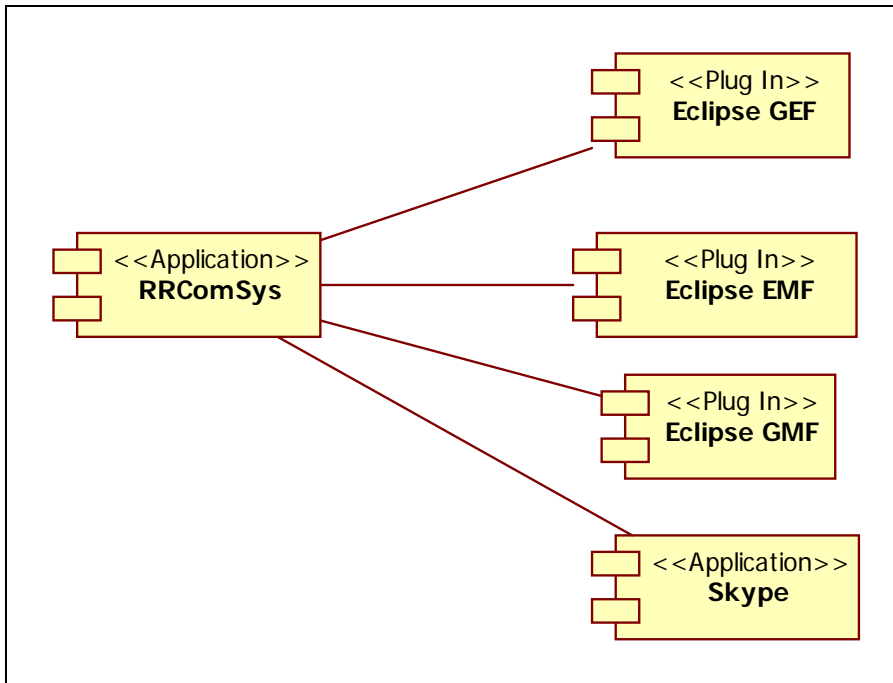 <<Plug In>>
Eclipse GEF
<<Application>>
RRComSys
<<Plug In>>
Eclipse EMF
<<Plug In>>
Eclipse GMF
<<Application>>
Skype